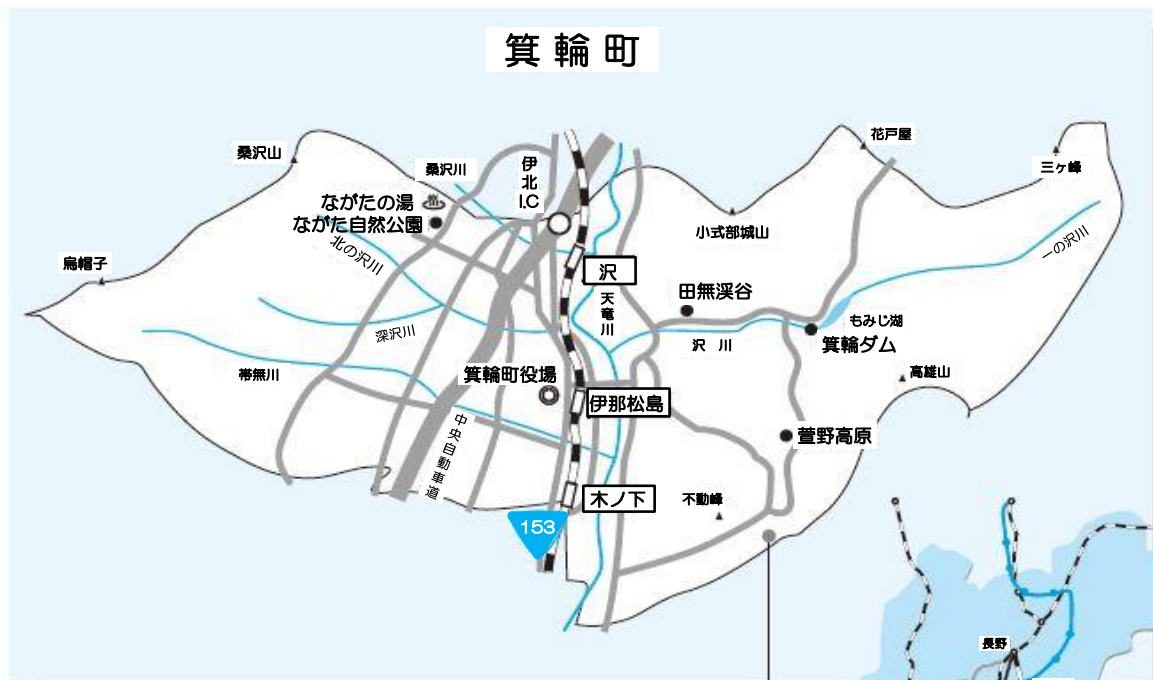 箕輪町
花戸屋
桑沢山
三ヶ峰
桑沢川
伊北I.C
ながたの湯
ながた自然公園
小式部城山
北の沢川
一の沢川
烏帽子
沢
田無渓谷
天竜川
もみじ湖
深沢川
沢 川
箕輪ダム
帯無川
箕輪町役場
高雄山
伊那松島
中央自動車道
萱野高原
木ノ下
不動峰
153
長野